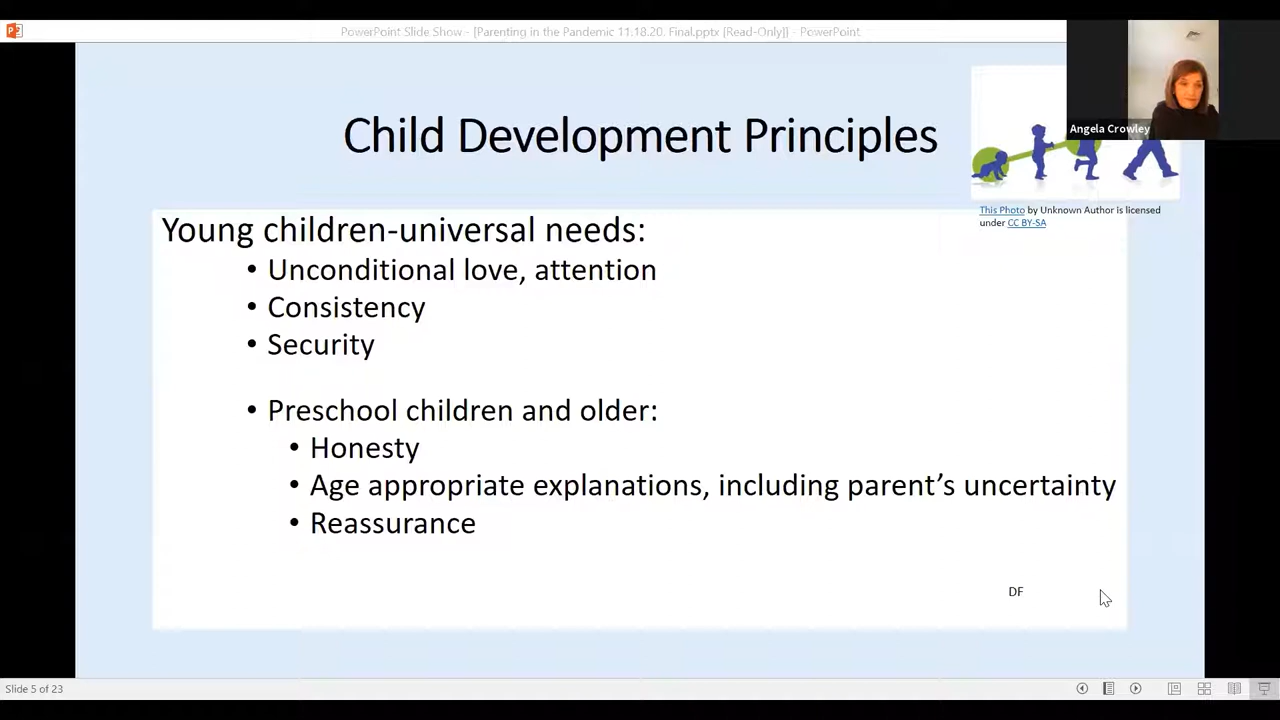 PowerPoint Slide Show - [Parenting in the Pandemic 11.18.20. Final.pptx [Read-Only]] - PowerPoint
Angela Crowley
Child Development Principles
This Photo by Unknown Author is licensed
under CC BY-SA
Young children-universal needs:
• Unconditional love, attention
• Consistency
• Security
• Preschool children and older:
• Honesty
• Age appropriate explanations, including parent’s uncertainty
• Reassurance
DF
Slide 5 of 23